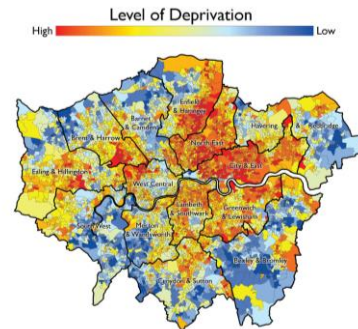 Level of Deprivation
High Low
Enfield
& Haringey
Barnet
& Camden
Brent & Harrow
Havering & Redbridge
North East
Ealing & Hillingdon
City & East
West Central
Lambeth
& Southwark
Greenwich
& Lewisham
South West
Merton
& Wandsworth
Bexley & Bromley
Croydon & Sutton